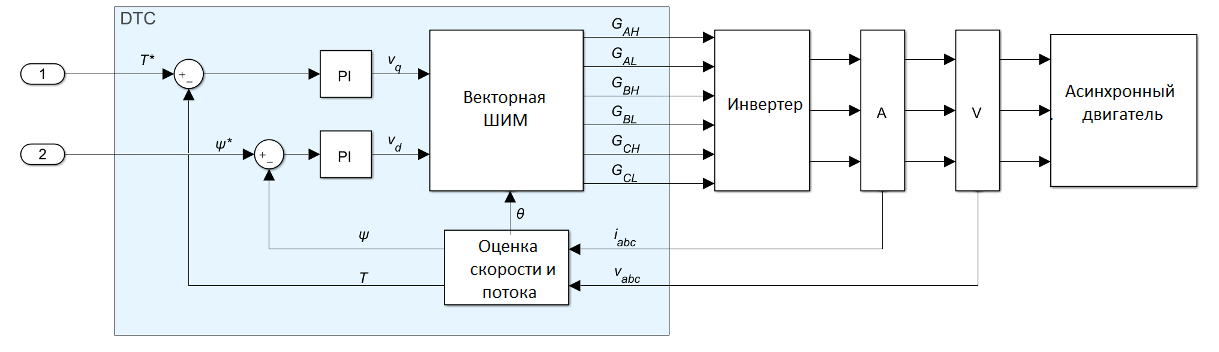 DTC
1
T*
+
−
PI
v_q
Векторная
ШИМ
G_AH
G_AL
G_BH
G_BL
G_CH
G_CL
Инвертер
A
V
Асинхронный
двигатель
2
ψ*
+
−
PI
v_d
θ
ψ
T
Оценка
скорости и
потока
i_abc
v_abc